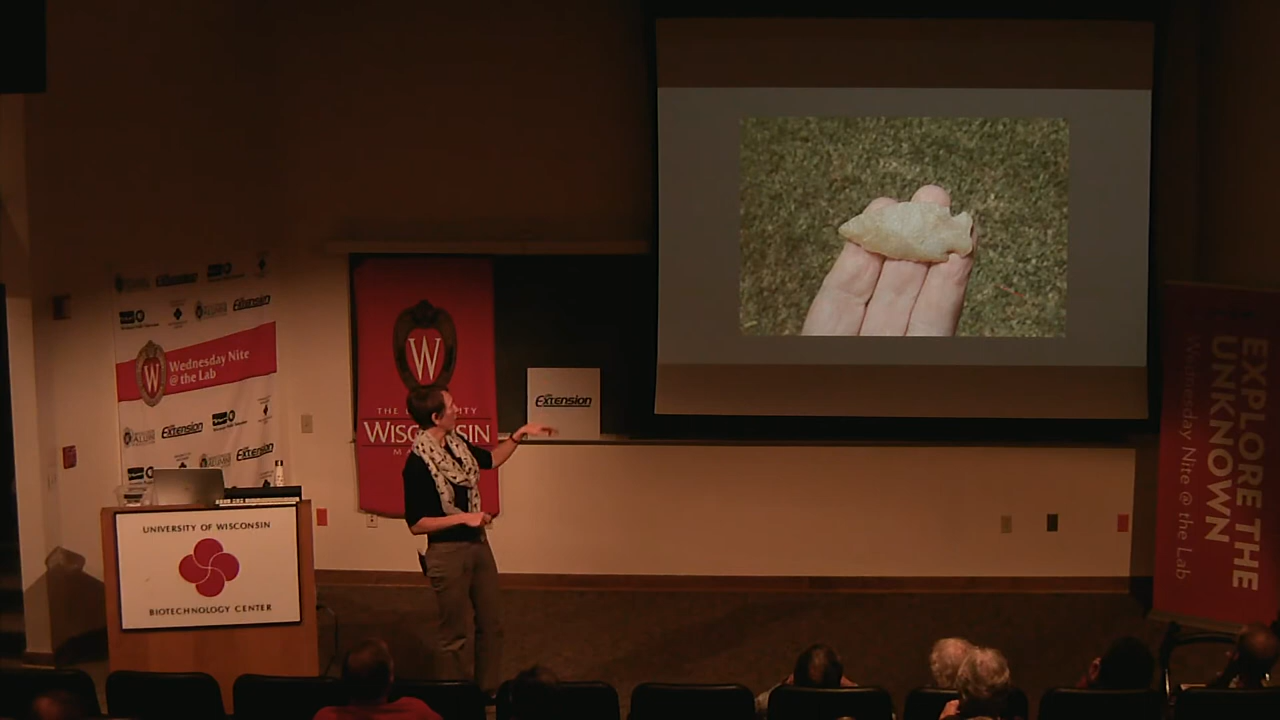 Extension
Wednesday Nite
@ the Lab
Extension
Extension
W
THE
WISCONSIN
Extension
UNIVERSITY OF WISCONSIN
BIOTECHNOLOGY CENTER
EXPLORE THE
UNKNOWN
Wednesday Nite @ the Lab